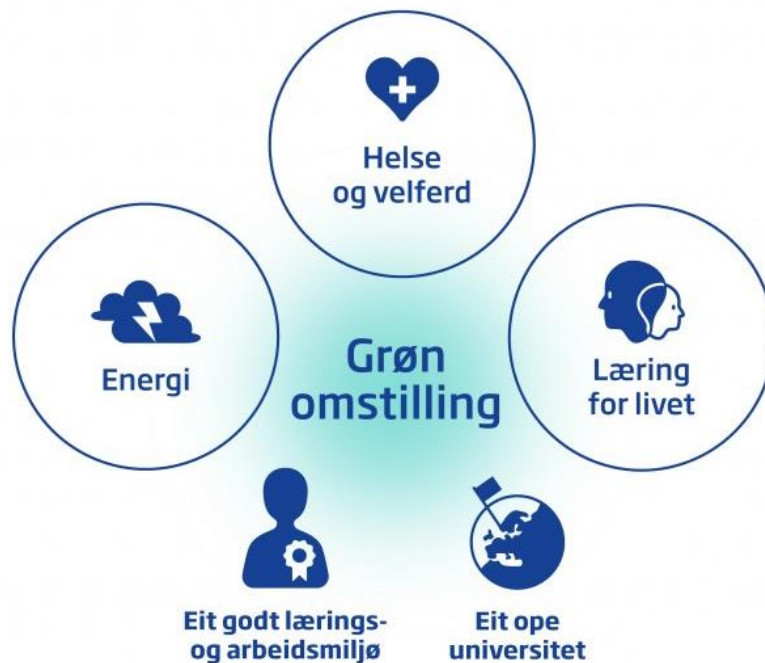 Helse
og velferd
Energi
Grøn
omstilling
Læring
for livet
Eit godt lærings-
og arbeidsmiljø
Eit ope
universitet